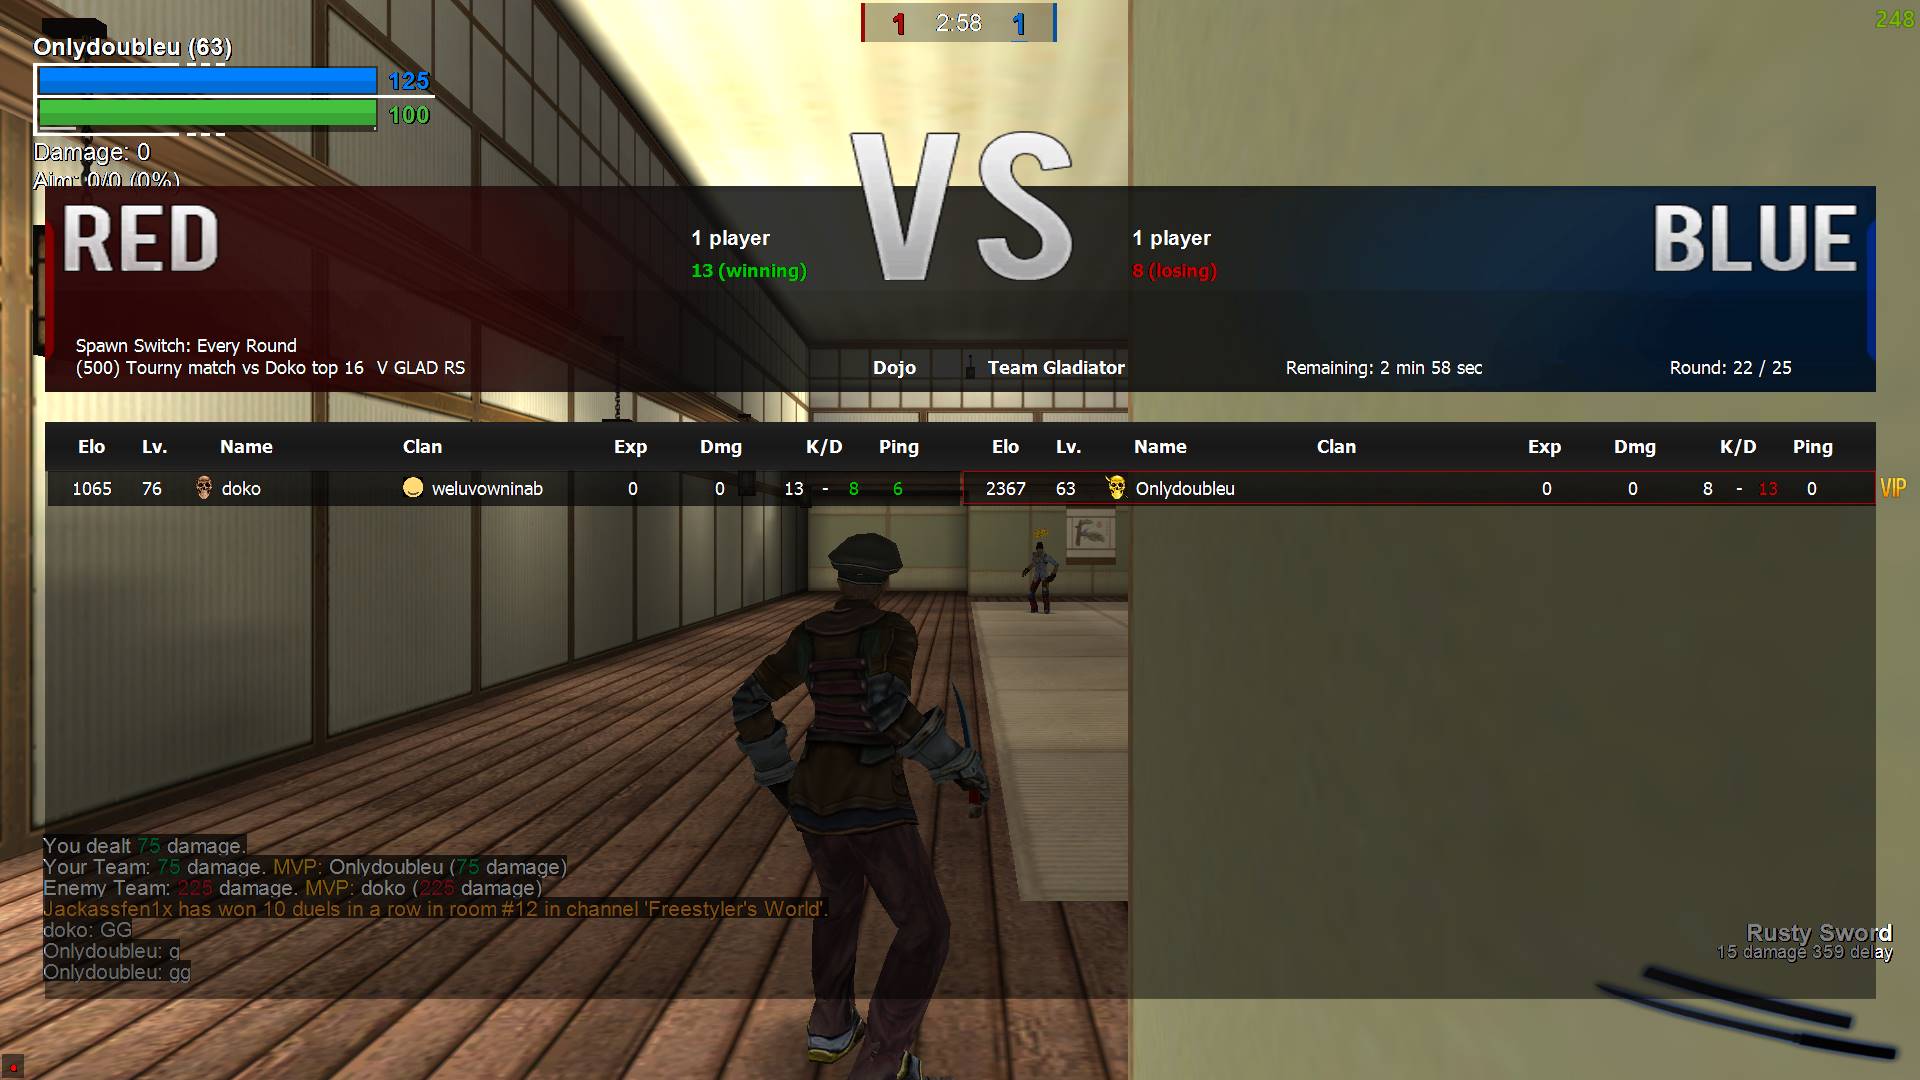 1 2:58 1
248
Onlydoubleu (63)
125
100
Damage: 0
Aim: 0/0 (0%)
RED VS BLUE
1 player 1 player
13 (winning) 8 (losing)
Spawn Switch: Every Round
(500) Tourny match vs Doko top 16 V GLAD RS Dojo Team Gladiator Remaining: 2 min 58 sec Round: 22 / 25
Elo Lv. Name Clan Exp Dmg K/D Ping Elo Lv. Name Clan Exp Dmg K/D Ping
1065 76 doko weluvowninab 0 0 13 - 8 6 2367 63 Onlydoubleu 0 0 8 - 13 0 VIP
You dealt 75 damage.
Your Team: 75 damage. MVP: Onlydoubleu (75 damage)
Enemy Team: 225 damage. MVP: doko (225 damage)
Jackassfen1x has won 10 duels in a row in room #12 in channel 'Freestyler's World'.
doko: GG
Onlydoubleu: g
Onlydoubleu: gg
Rusty Sword
15 damage 359 delay